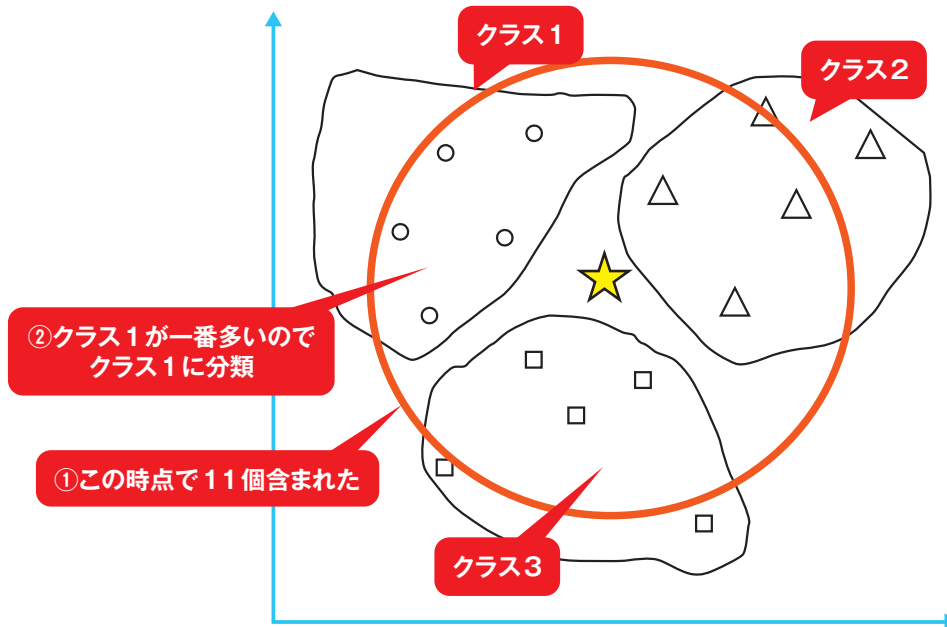 クラス1
クラス2
②クラス1が一番多いので
クラス1に分類
①この時点で11個含まれた
クラス3